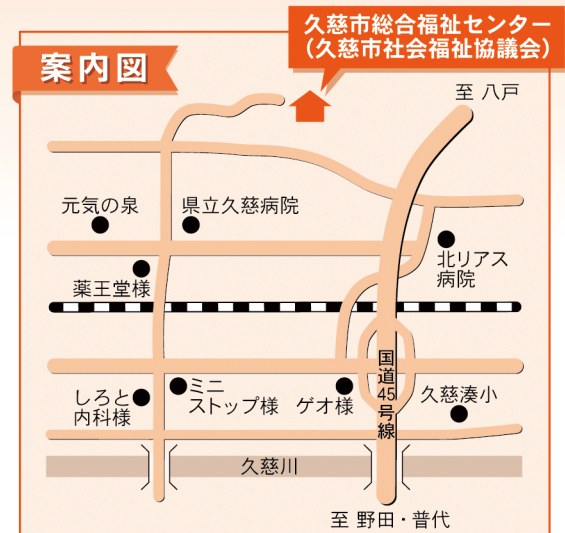 久慈市総合福祉センター
（久慈市社会福祉協議会）
案内図
至 八戸
元気の泉
県立久慈病院
北リアス
病院
薬王堂様
国道45号線
ミニ
ストップ様
ゲオ様
しろと
内科様
久慈湊小
久慈川
至 野田・普代